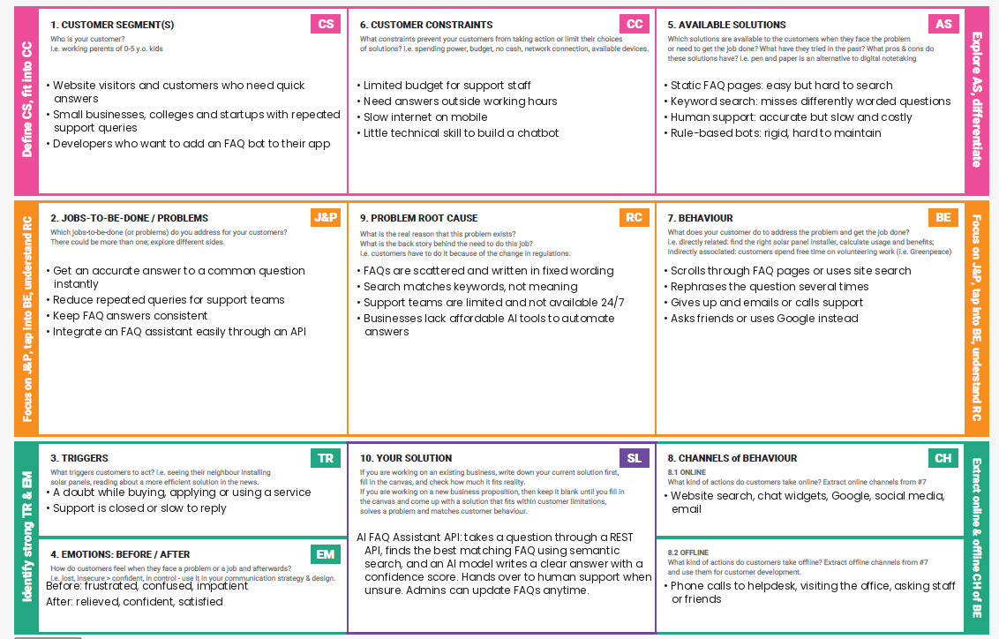 Define CS, fit into CC
1. CUSTOMER SEGMENT(S)
CS
Who is your customer?
i.e. working parents of 0-5 y.o. kids
• Website visitors and customers who need quick
answers
• Small businesses, colleges and startups with repeated
support queries
• Developers who want to add an FAQ bot to their app
6. CUSTOMER CONSTRAINTS
CC
What constraints prevent your customers from taking action or limit their choices
of solutions? i.e. spending power, budget, no cash, network connection, available devices.
• Limited budget for support staff
• Need answers outside working hours
• Slow internet on mobile
• Little technical skill to build a chatbot
5. AVAILABLE SOLUTIONS
AS
Which solutions are available to the customers when they face the problem
or need to get the job done? What have they tried in the past? What pros & cons do
these solutions have? i.e. pen and paper is an alternative to digital notetaking
• Static FAQ pages: easy but hard to search
• Keyword search: misses differently worded questions
• Human support: accurate but slow and costly
• Rule-based bots: rigid, hard to maintain
Explore AS, differentiate
Focus on J&P, tap into BE, understand RC
2. JOBS-TO-BE-DONE / PROBLEMS
J&P
Which jobs-to-be-done (or problems) do you address for your customers?
There could be more than one; explore different sides.
• Get an accurate answer to a common question
instantly
• Reduce repeated queries for support teams
• Keep FAQ answers consistent
• Integrate an FAQ assistant easily through an API
9. PROBLEM ROOT CAUSE
RC
What is the real reason that this problem exists?
What is the back story behind the need to do this job?
i.e. customers have to do it because of the change in regulations.
• FAQs are scattered and written in fixed wording
• Search matches keywords, not meaning
• Support teams are limited and not available 24/7
• Businesses lack affordable AI tools to automate
answers
7. BEHAVIOUR
BE
What does your customer do to address the problem and get the job done?
i.e. directly related: find the right solar panel installer, calculate usage and benefits;
indirectly associated: customers spend free time on volunteering work (i.e. Greenpeace)
• Scrolls through FAQ pages or uses site search
• Rephrases the question several times
• Gives up and emails or calls support
• Asks friends or uses Google instead
Focus on J&P, tap into BE, understand RC
Identify strong TR & EM
3. TRIGGERS
TR
What triggers customers to act? i.e. seeing their neighbour installing
solar panels, reading about a more efficient solution in the news.
• A doubt while buying, applying or using a service
• Support is closed or slow to reply
4. EMOTIONS: BEFORE / AFTER
EM
How do customers feel when they face a problem or a job and afterwards?
i.e. lost, insecure > confident, in control - use it in your communication strategy & design.
Before: frustrated, confused, impatient
After: relieved, confident, satisfied
10. YOUR SOLUTION
SL
If you are working on an existing business, write down your current solution first,
fill in the canvas, and check how much it fits reality.
If you are working on a new business proposition, then keep it blank until you fill in
the canvas and come up with a solution that fits within customer limitations,
solves a problem and matches customer behaviour.
AI FAQ Assistant API: takes a question through a REST
API, finds the best matching FAQ using semantic
search, and an AI model writes a clear answer with a
confidence score. Hands over to human support when
unsure. Admins can update FAQs anytime.
8. CHANNELS of BEHAVIOUR
CH
8.1 ONLINE
What kind of actions do customers take online? Extract online channels from #7
• Website search, chat widgets, Google, social media,
email
8.2 OFFLINE
What kind of actions do customers take offline? Extract offline channels from #7
and use them for customer development.
• Phone calls to helpdesk, visiting the office, asking staff
or friends
Extract online & offline CH of BE